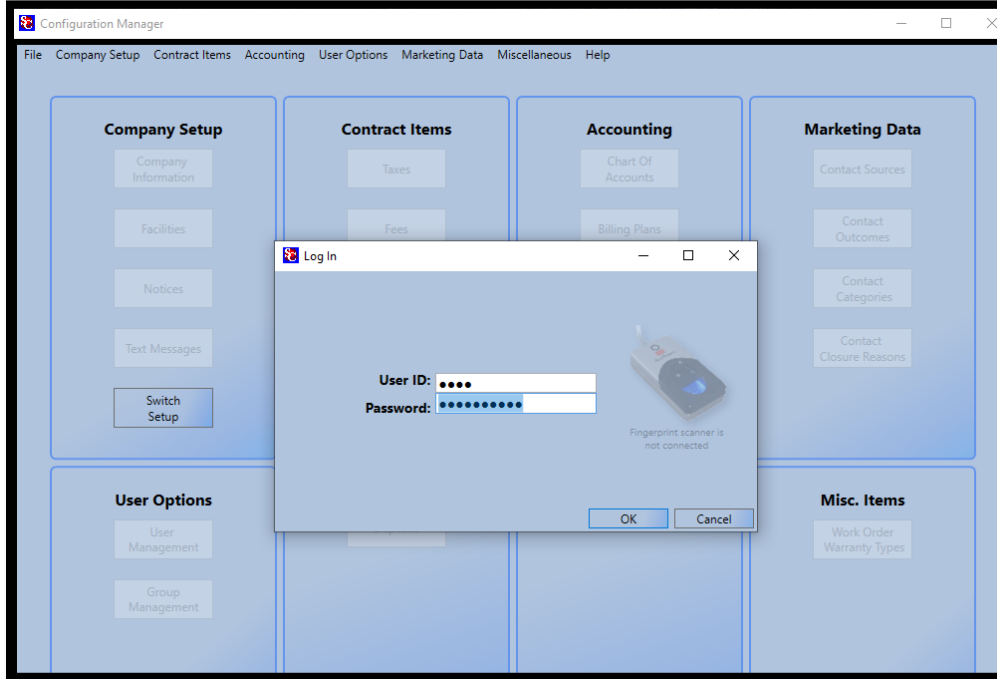 Configuration Manager
File Company Setup Contract Items Accounting User Options Marketing Data Miscellaneous Help
Company Setup
Company
Information
Facilities
Notices
Text Messages
Switch
Setup
Contract Items
Taxes
Fees
Accounting
Chart Of
Accounts
Billing Plans
Marketing Data
Contact Sources
Contact
Outcomes
Contact
Categories
Contact
Closure Reasons
Log In
User ID:
Password:
Fingerprint scanner is
not connected
OK Cancel
User Options
User
Management
Group
Management
Misc. Items
Work Order
Warranty Types